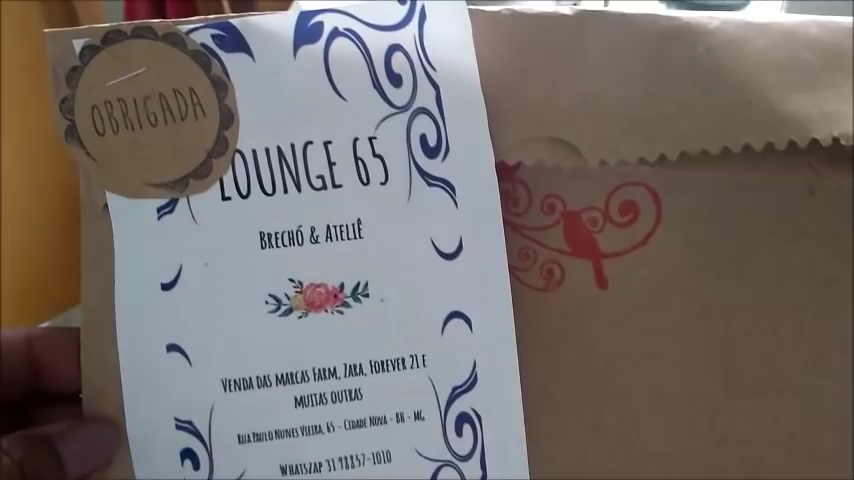 OBRIGADA
LOUNGE 65
BRECHÓ & ATELIÊ
VENDA DAS MARCAS FARM, ZARA, FOREVER 21 E
MUITAS OUTRAS
RUA PAULO NUNES VIEIRA, 65 - CIDADE NOVA - BH - MG
WHATSZAP 31 98857-1010